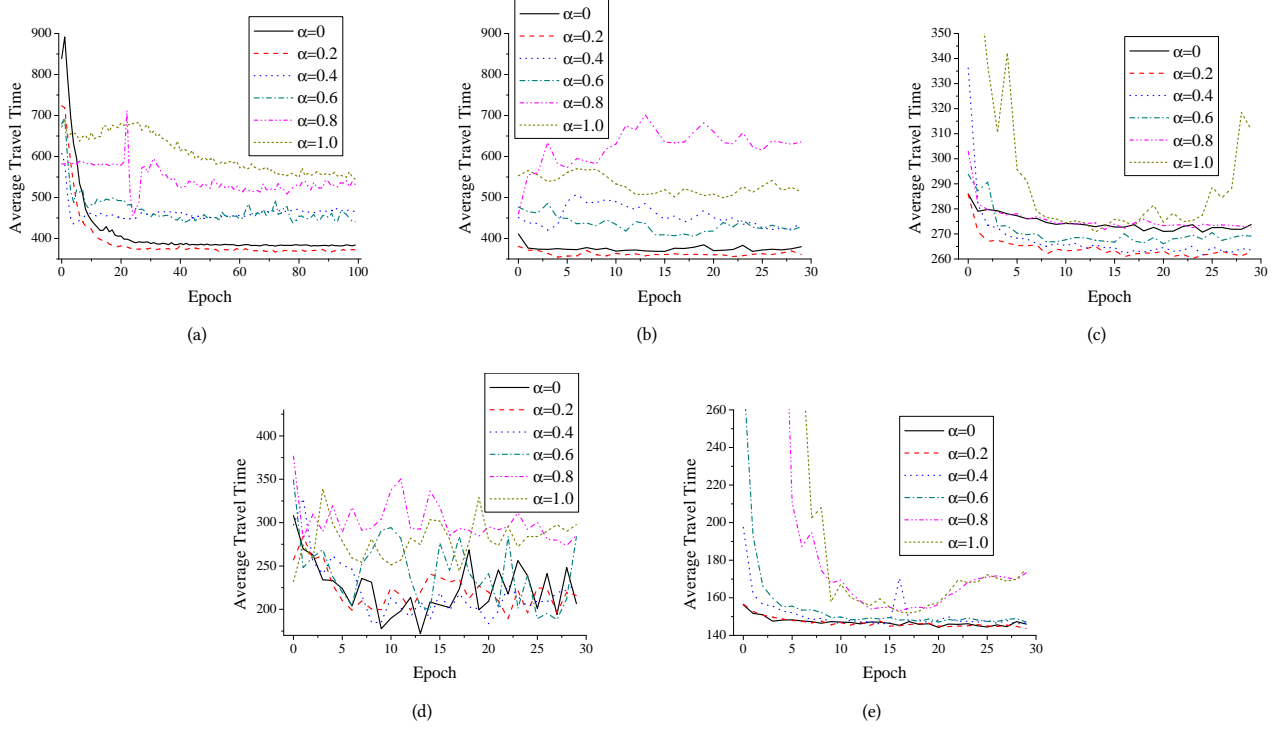 900
800
700
600
500
400
0
20
40
60
80
100
Average Travel Time
Epoch
α=0
α=0.2
α=0.4
α=0.6
α=0.8
α=1.0
(a)
900
800
700
600
500
400
0
5
10
15
20
25
30
Average Travel Time
Epoch
α=0
α=0.2
α=0.4
α=0.6
α=0.8
α=1.0
(b)
350
340
330
320
310
300
290
280
270
260
0
5
10
15
20
25
30
Average Travel Time
Epoch
α=0
α=0.2
α=0.4
α=0.6
α=0.8
α=1.0
(c)
400
350
300
250
200
0
5
10
15
20
25
30
Average Travel Time
Epoch
α=0
α=0.2
α=0.4
α=0.6
α=0.8
α=1.0
(d)
260
240
220
200
180
160
140
0
5
10
15
20
25
30
Average Travel Time
Epoch
α=0
α=0.2
α=0.4
α=0.6
α=0.8
α=1.0
(e)